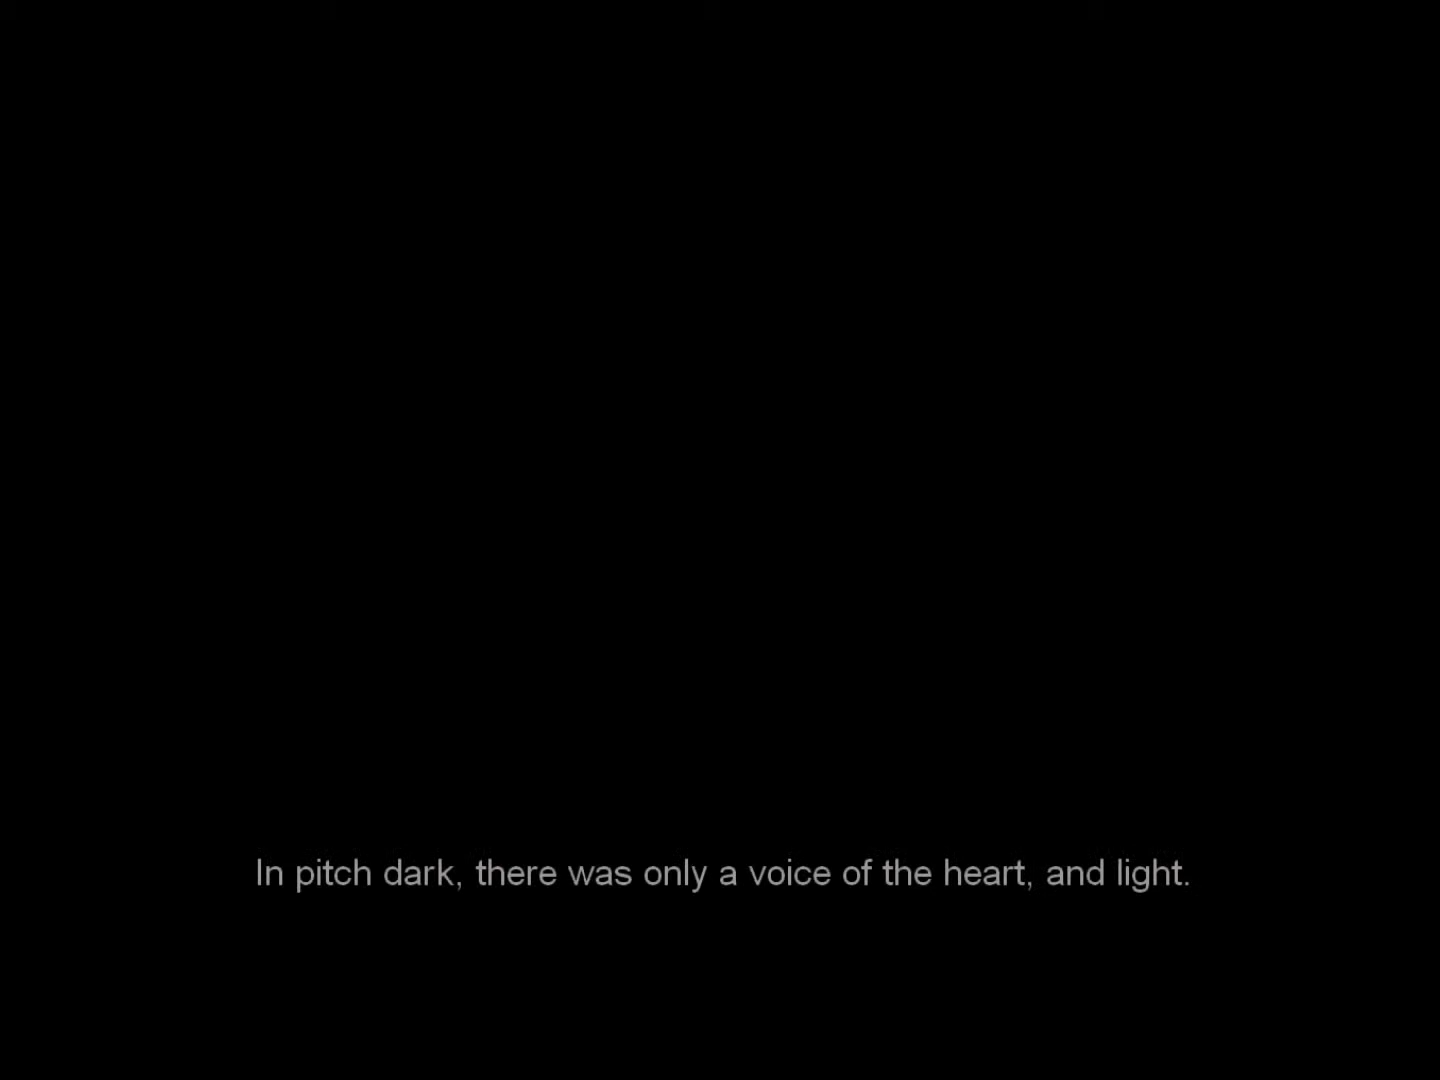 In pitch dark, there was only a voice of the heart, and light.